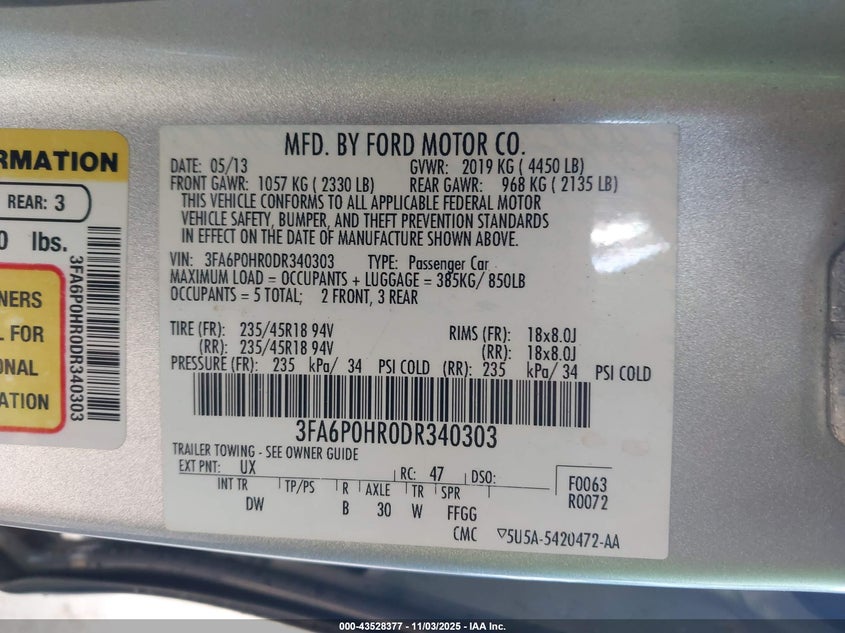 RMATION
REAR: 3
0 lbs.
3FA6P0HR0DR340303
NERS
L FOR
ONAL
ATION
MFD. BY FORD MOTOR CO.
DATE: 05/13 GVWR: 2019 KG ( 4450 LB)
FRONT GAWR: 1057 KG ( 2330 LB) REAR GAWR: 968 KG ( 2135 LB)
THIS VEHICLE CONFORMS TO ALL APPLICABLE FEDERAL MOTOR
VEHICLE SAFETY, BUMPER, AND THEFT PREVENTION STANDARDS
IN EFFECT ON THE DATE OF MANUFACTURE SHOWN ABOVE.
VIN: 3FA6P0HR0DR340303 TYPE: Passenger Car
MAXIMUM LOAD = OCCUPANTS + LUGGAGE = 385KG/ 850LB
OCCUPANTS = 5 TOTAL; 2 FRONT, 3 REAR
TIRE (FR): 235/45R18 94V RIMS (FR): 18x8.0J
(RR): 235/45R18 94V (RR): 18x8.0J
PRESSURE (FR): 235 kPa/ 34 PSI COLD (RR): 235 kPa/ 34 PSI COLD
3FA6P0HR0DR340303
TRAILER TOWING - SEE OWNER GUIDE
EXT PNT: UX RC: 47 DSO: F0063
INT TR TP/PS R AXLE TR SPR R0072
DW B 30 W FFGG
CMC ▽5U5A-5420472-AA
000-43528377 - 11/03/2025 - IAA Inc.